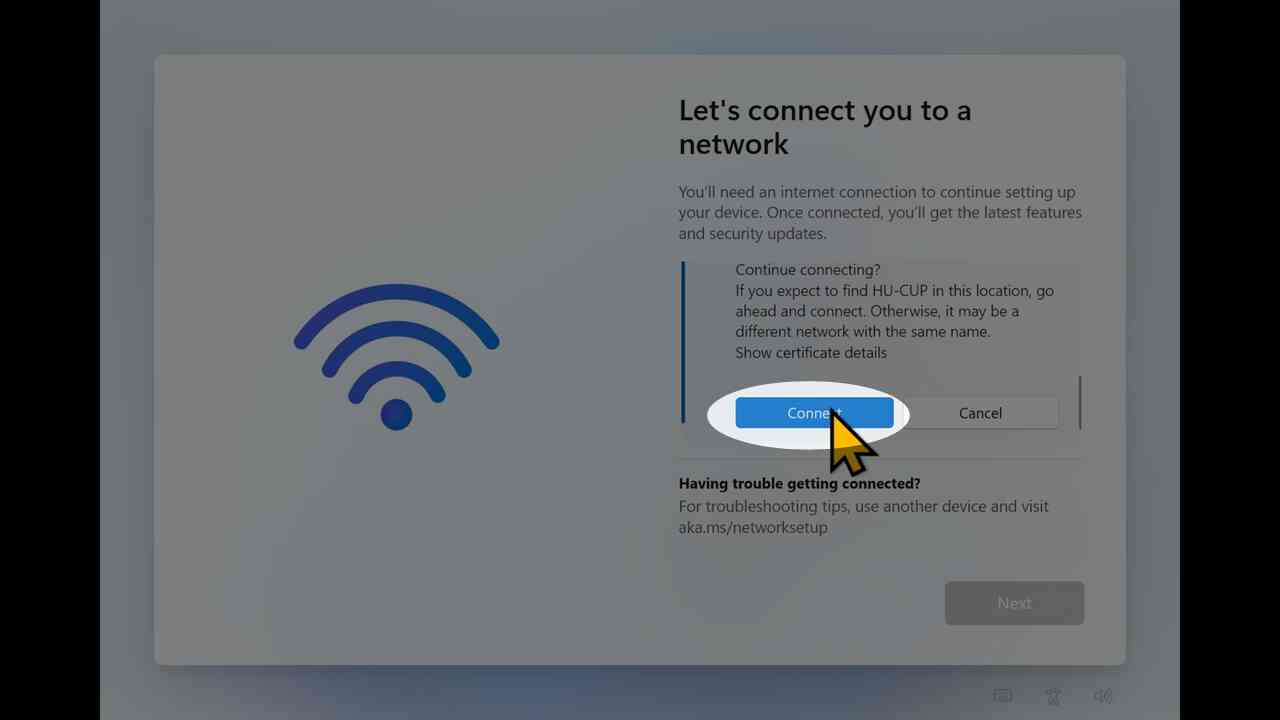 Let's connect you to a
network
You'll need an internet connection to continue setting up
your device. Once connected, you'll get the latest features
and security updates.
Continue connecting?
If you expect to find HU-CUP in this location, go
ahead and connect. Otherwise, it may be a
different network with the same name.
Show certificate details
Connect Cancel
Having trouble getting connected?
For troubleshooting tips, use another device and visit
aka.ms/networksetup
Next